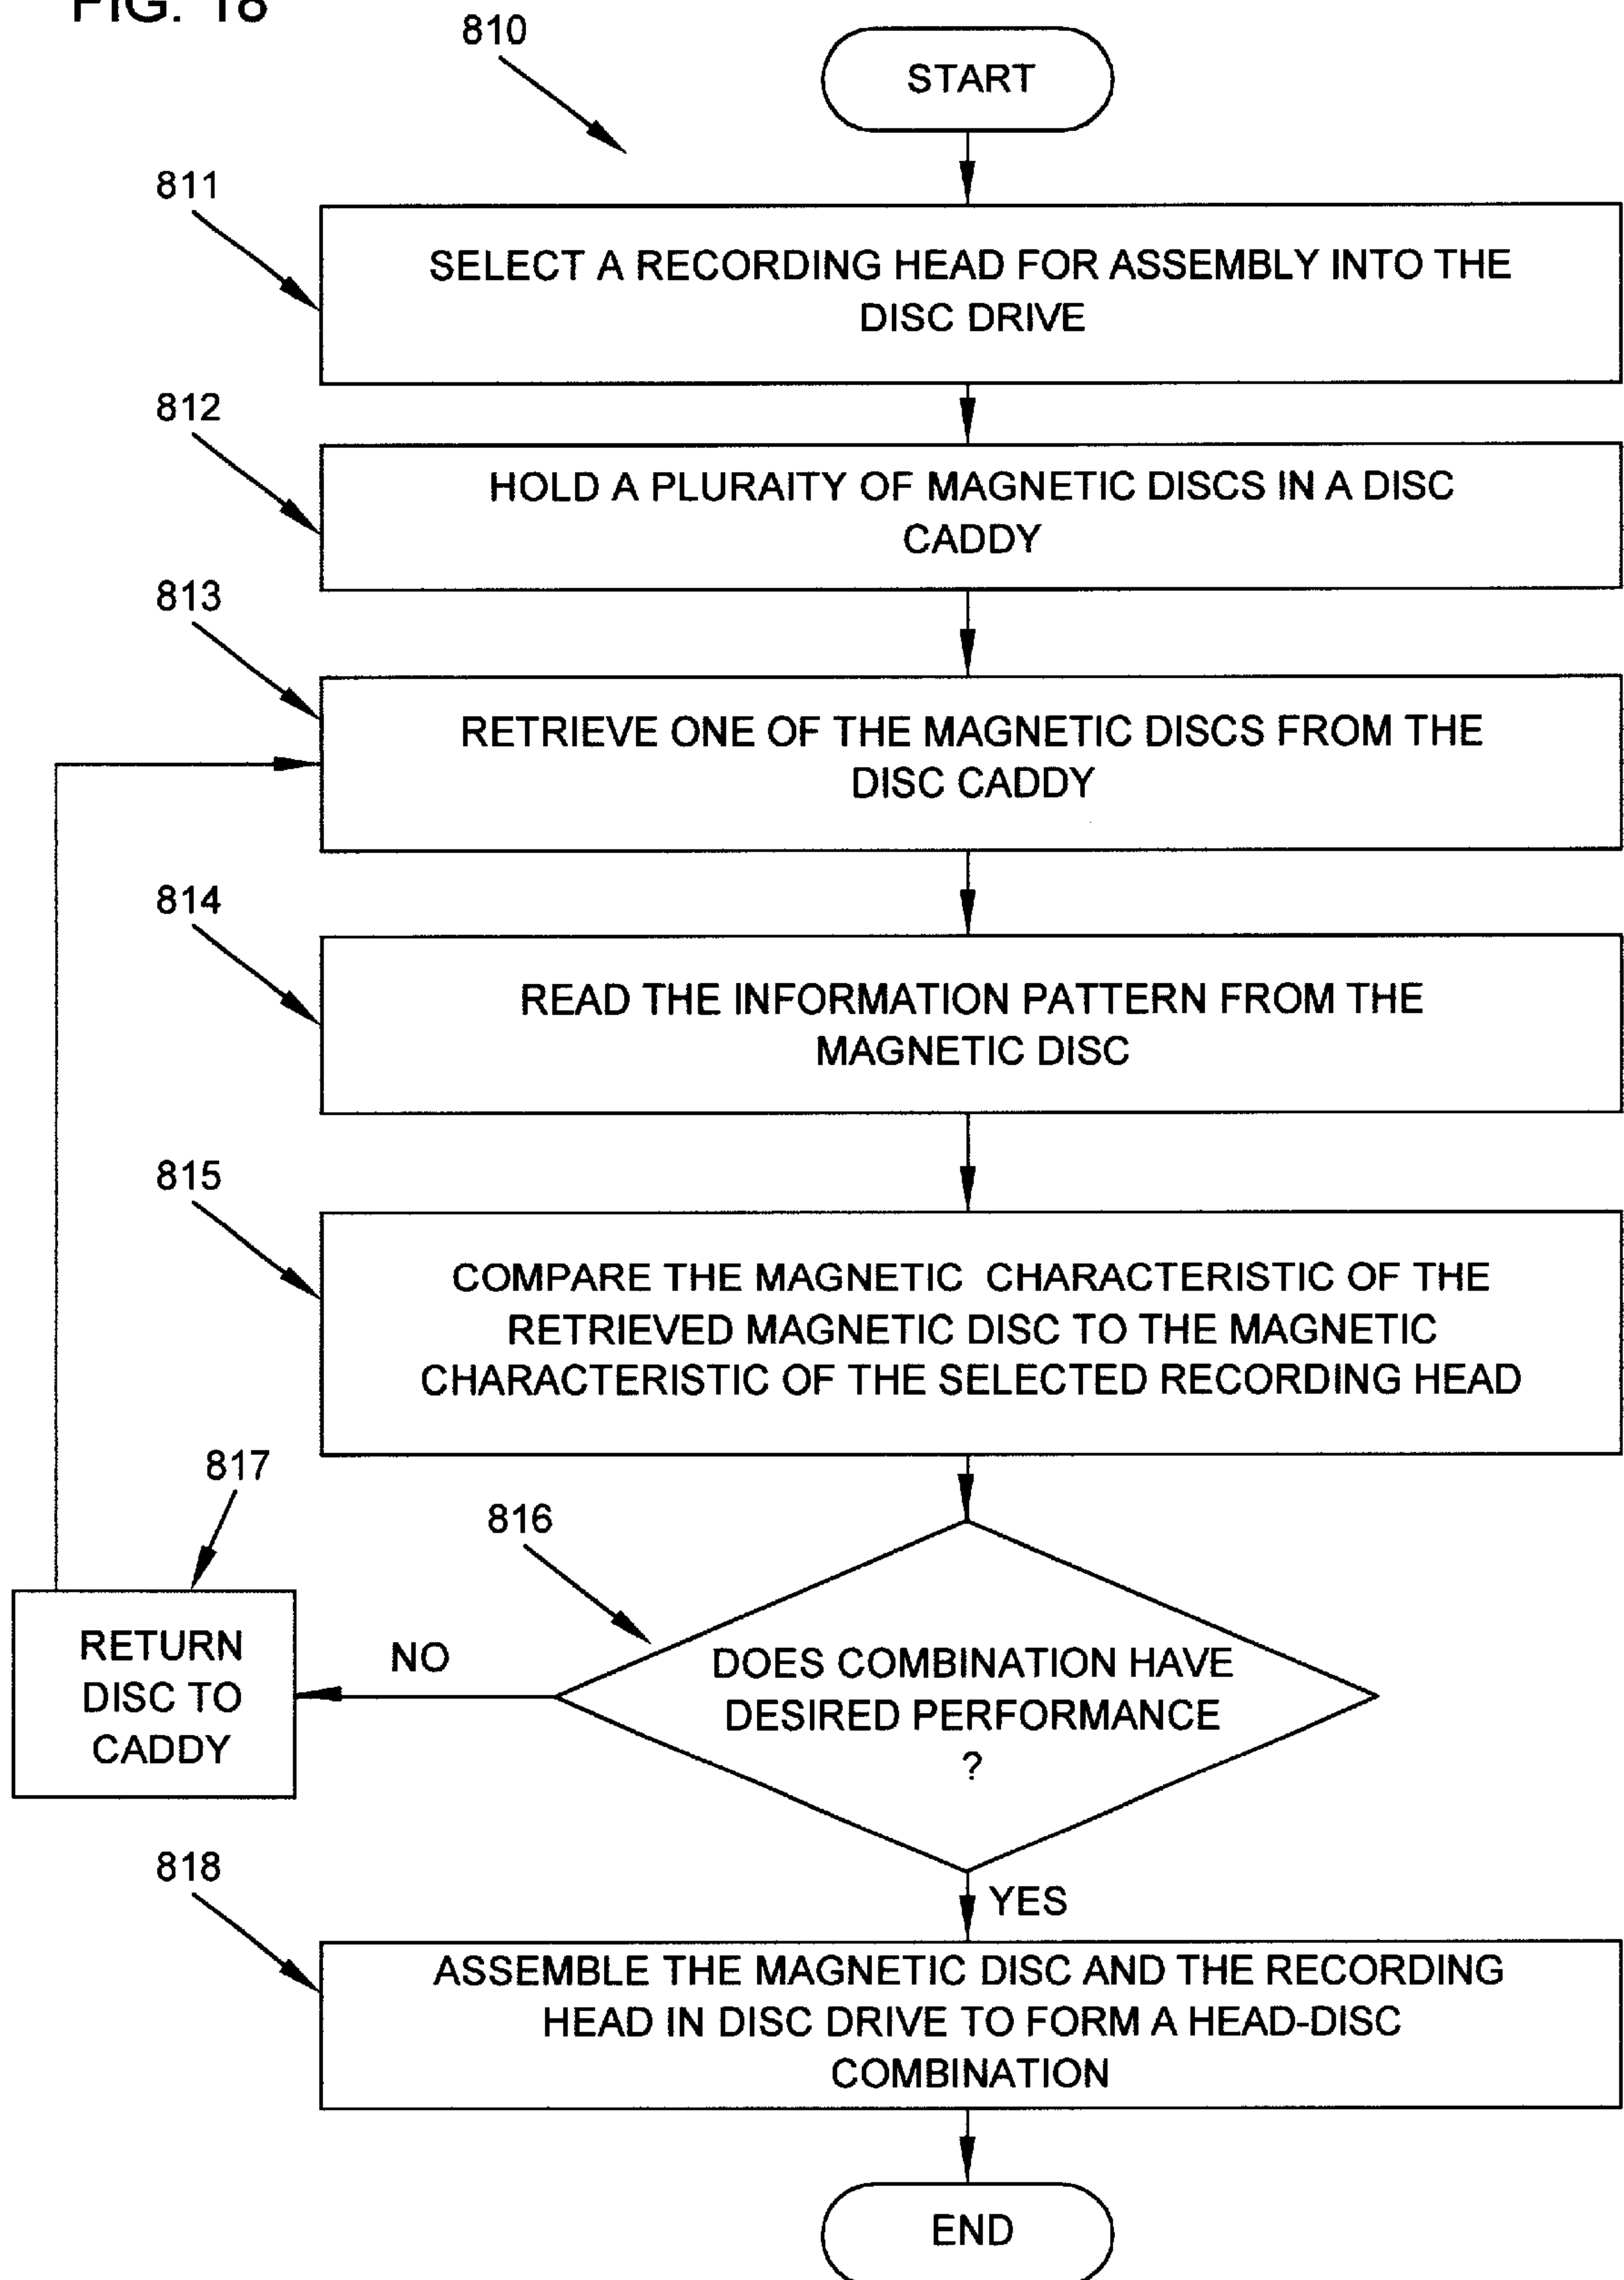 FIG. 18
810
START
811
SELECT A RECORDING HEAD FOR ASSEMBLY INTO THE
DISC DRIVE
812
HOLD A PLURAITY OF MAGNETIC DISCS IN A DISC
CADDY
813
RETRIEVE ONE OF THE MAGNETIC DISCS FROM THE
DISC CADDY
814
READ THE INFORMATION PATTERN FROM THE
MAGNETIC DISC
815
COMPARE THE MAGNETIC CHARACTERISTIC OF THE
RETRIEVED MAGNETIC DISC TO THE MAGNETIC
CHARACTERISTIC OF THE SELECTED RECORDING HEAD
817
816
RETURN
DISC TO
CADDY
NO
DOES COMBINATION HAVE
DESIRED PERFORMANCE
?
818
YES
ASSEMBLE THE MAGNETIC DISC AND THE RECORDING
HEAD IN DISC DRIVE TO FORM A HEAD-DISC
COMBINATION
END